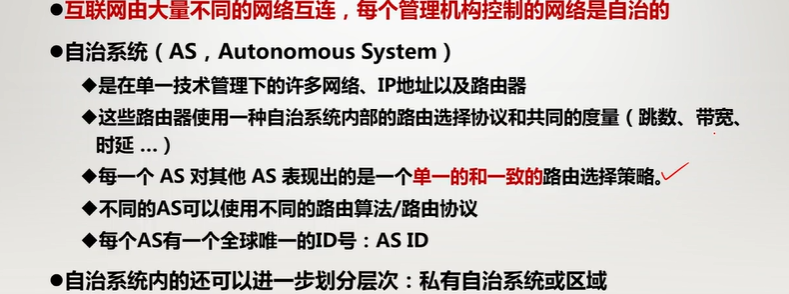 ●互联网由大量不同的网络互连，每个管理机构控制的网络是自治的
●自治系统（AS，Autonomous System）
◆是在单一技术管理下的许多网络、IP地址以及路由器
◆这些路由器使用一种自治系统内部的路由选择协议和共同的度量（跳数、带宽、
时延 ...）
◆每一个 AS 对其他 AS 表现出的是一个单一的和一致的路由选择策略。
◆不同的AS可以使用不同的路由算法/路由协议
◆每个AS有一个全球唯一的ID号：AS ID
●自治系统内的还可以进一步划分层次：私有自治系统或区域